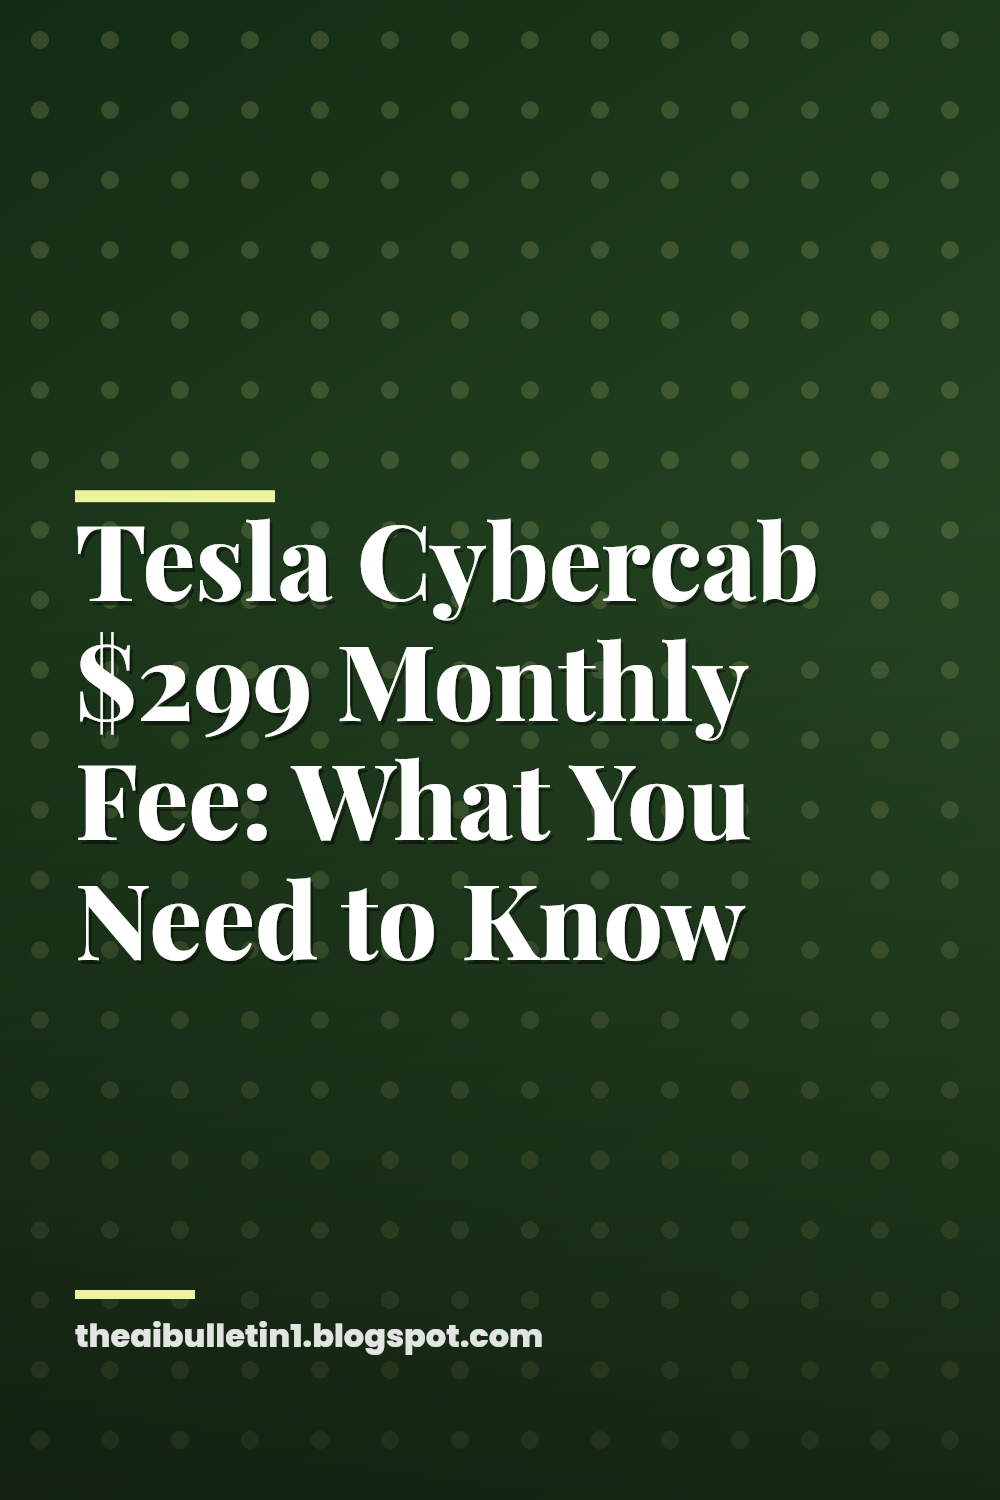 Tesla Cybercab
$299 Monthly
Fee: What You
Need to Know
theaibulletin1.blogspot.com